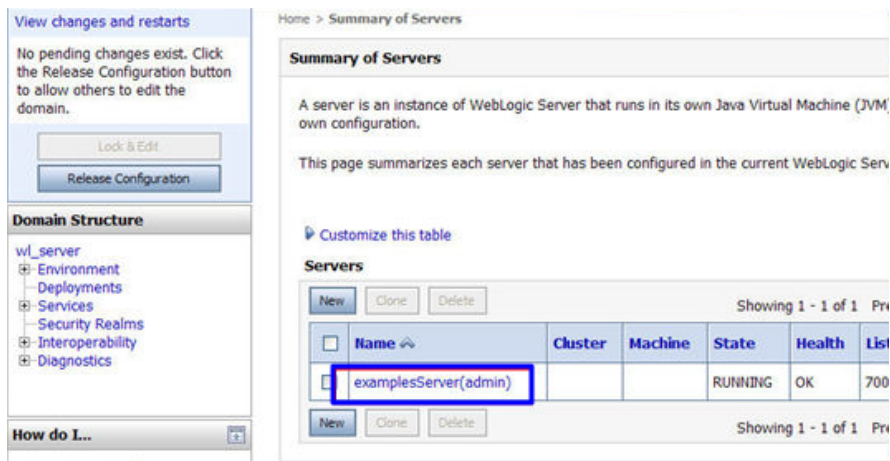 View changes and restarts
No pending changes exist. Click
the Release Configuration button
to allow others to edit the
domain.
Lock & Edit
Release Configuration
Domain Structure
wl_server
Environment
Deployments
Services
Security Realms
Interoperability
Diagnostics
How do I...
Home > Summary of Servers
Summary of Servers
A server is an instance of WebLogic Server that runs in its own Java Virtual Machine (JVM)
own configuration.
This page summarizes each server that has been configured in the current WebLogic Serv
Customize this table
Servers
New Clone Delete Showing 1 - 1 of 1 Pre
Name Cluster Machine State Health List
examplesServer(admin) RUNNING OK 700
New Clone Delete Showing 1 - 1 of 1 Pre